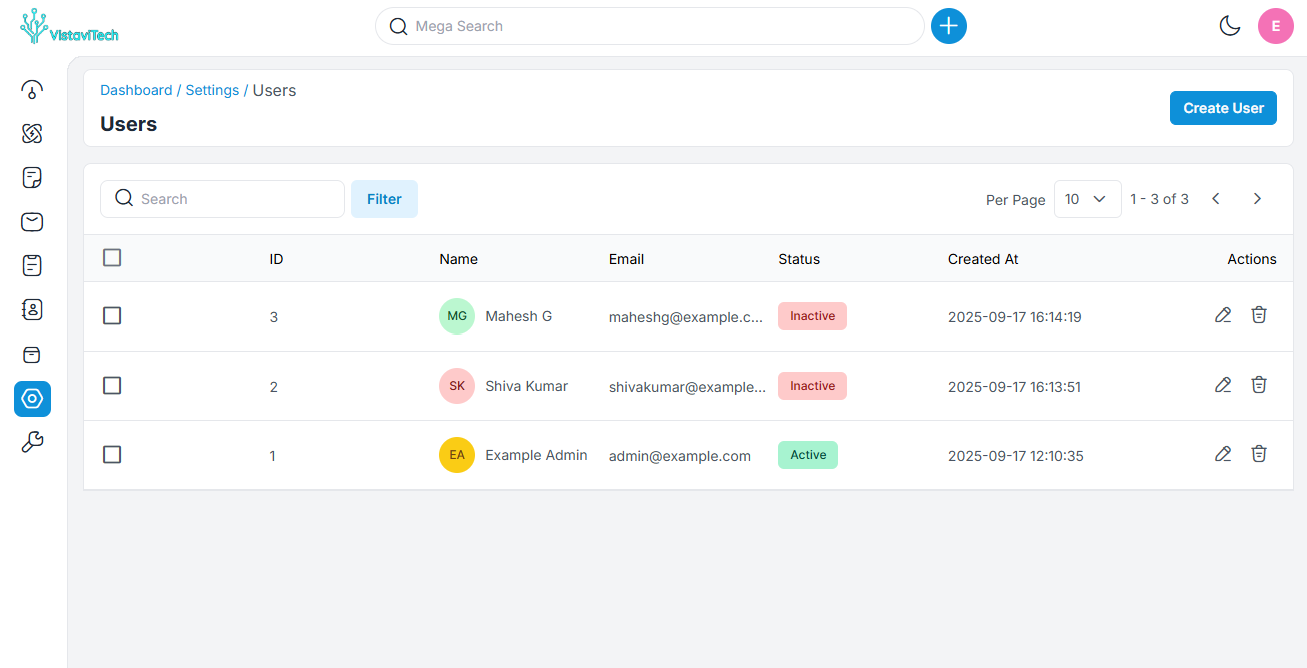 VistaviTech
Mega Search
E
Dashboard / Settings / Users
Users
Create User
Search
Filter
Per Page 10 1 - 3 of 3
ID Name Email Status Created At Actions
3 MG Mahesh G maheshg@example.c... Inactive 2025-09-17 16:14:19
2 SK Shiva Kumar shivakumar@example... Inactive 2025-09-17 16:13:51
1 EA Example Admin admin@example.com Active 2025-09-17 12:10:35